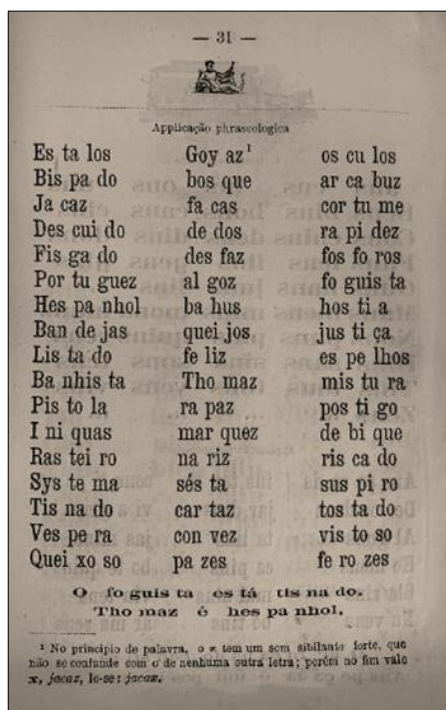 — 31 —
Applicação phraseologica
Es ta los Goy az¹ os cu los
Bis pa do bos que ar ca buz
Ja caz fa cas cor tu me
Des cui do de dos ra pi dez
Fis ga do des faz fos fo ros
Por tu guez al goz fo guis ta
Hes pa nhol ba hus hos ti a
Ban de jas quei jos jus ti ça
Lis ta do fe liz es pe lhos
Ba nhis ta Tho maz mis tu ra
Pis to la ra paz pos ti go
I ni quas mar quez de bi que
Ras tei ro na riz ris ca do
Sys te ma sés ta sus pi ro
Tis na do car taz tos ta do
Ves pe ra con vez vis to so
Quei xo so pa zes fe ro zes
O fo guis ta es tá tis na do.
Tho maz é hes pa nhol.
¹ No principio de palavra, o z tem um som sibilante forte, que
não se confunde com o de nenhuma outra letra; porém no fim vale
x, jacaz, le-se: jacax.